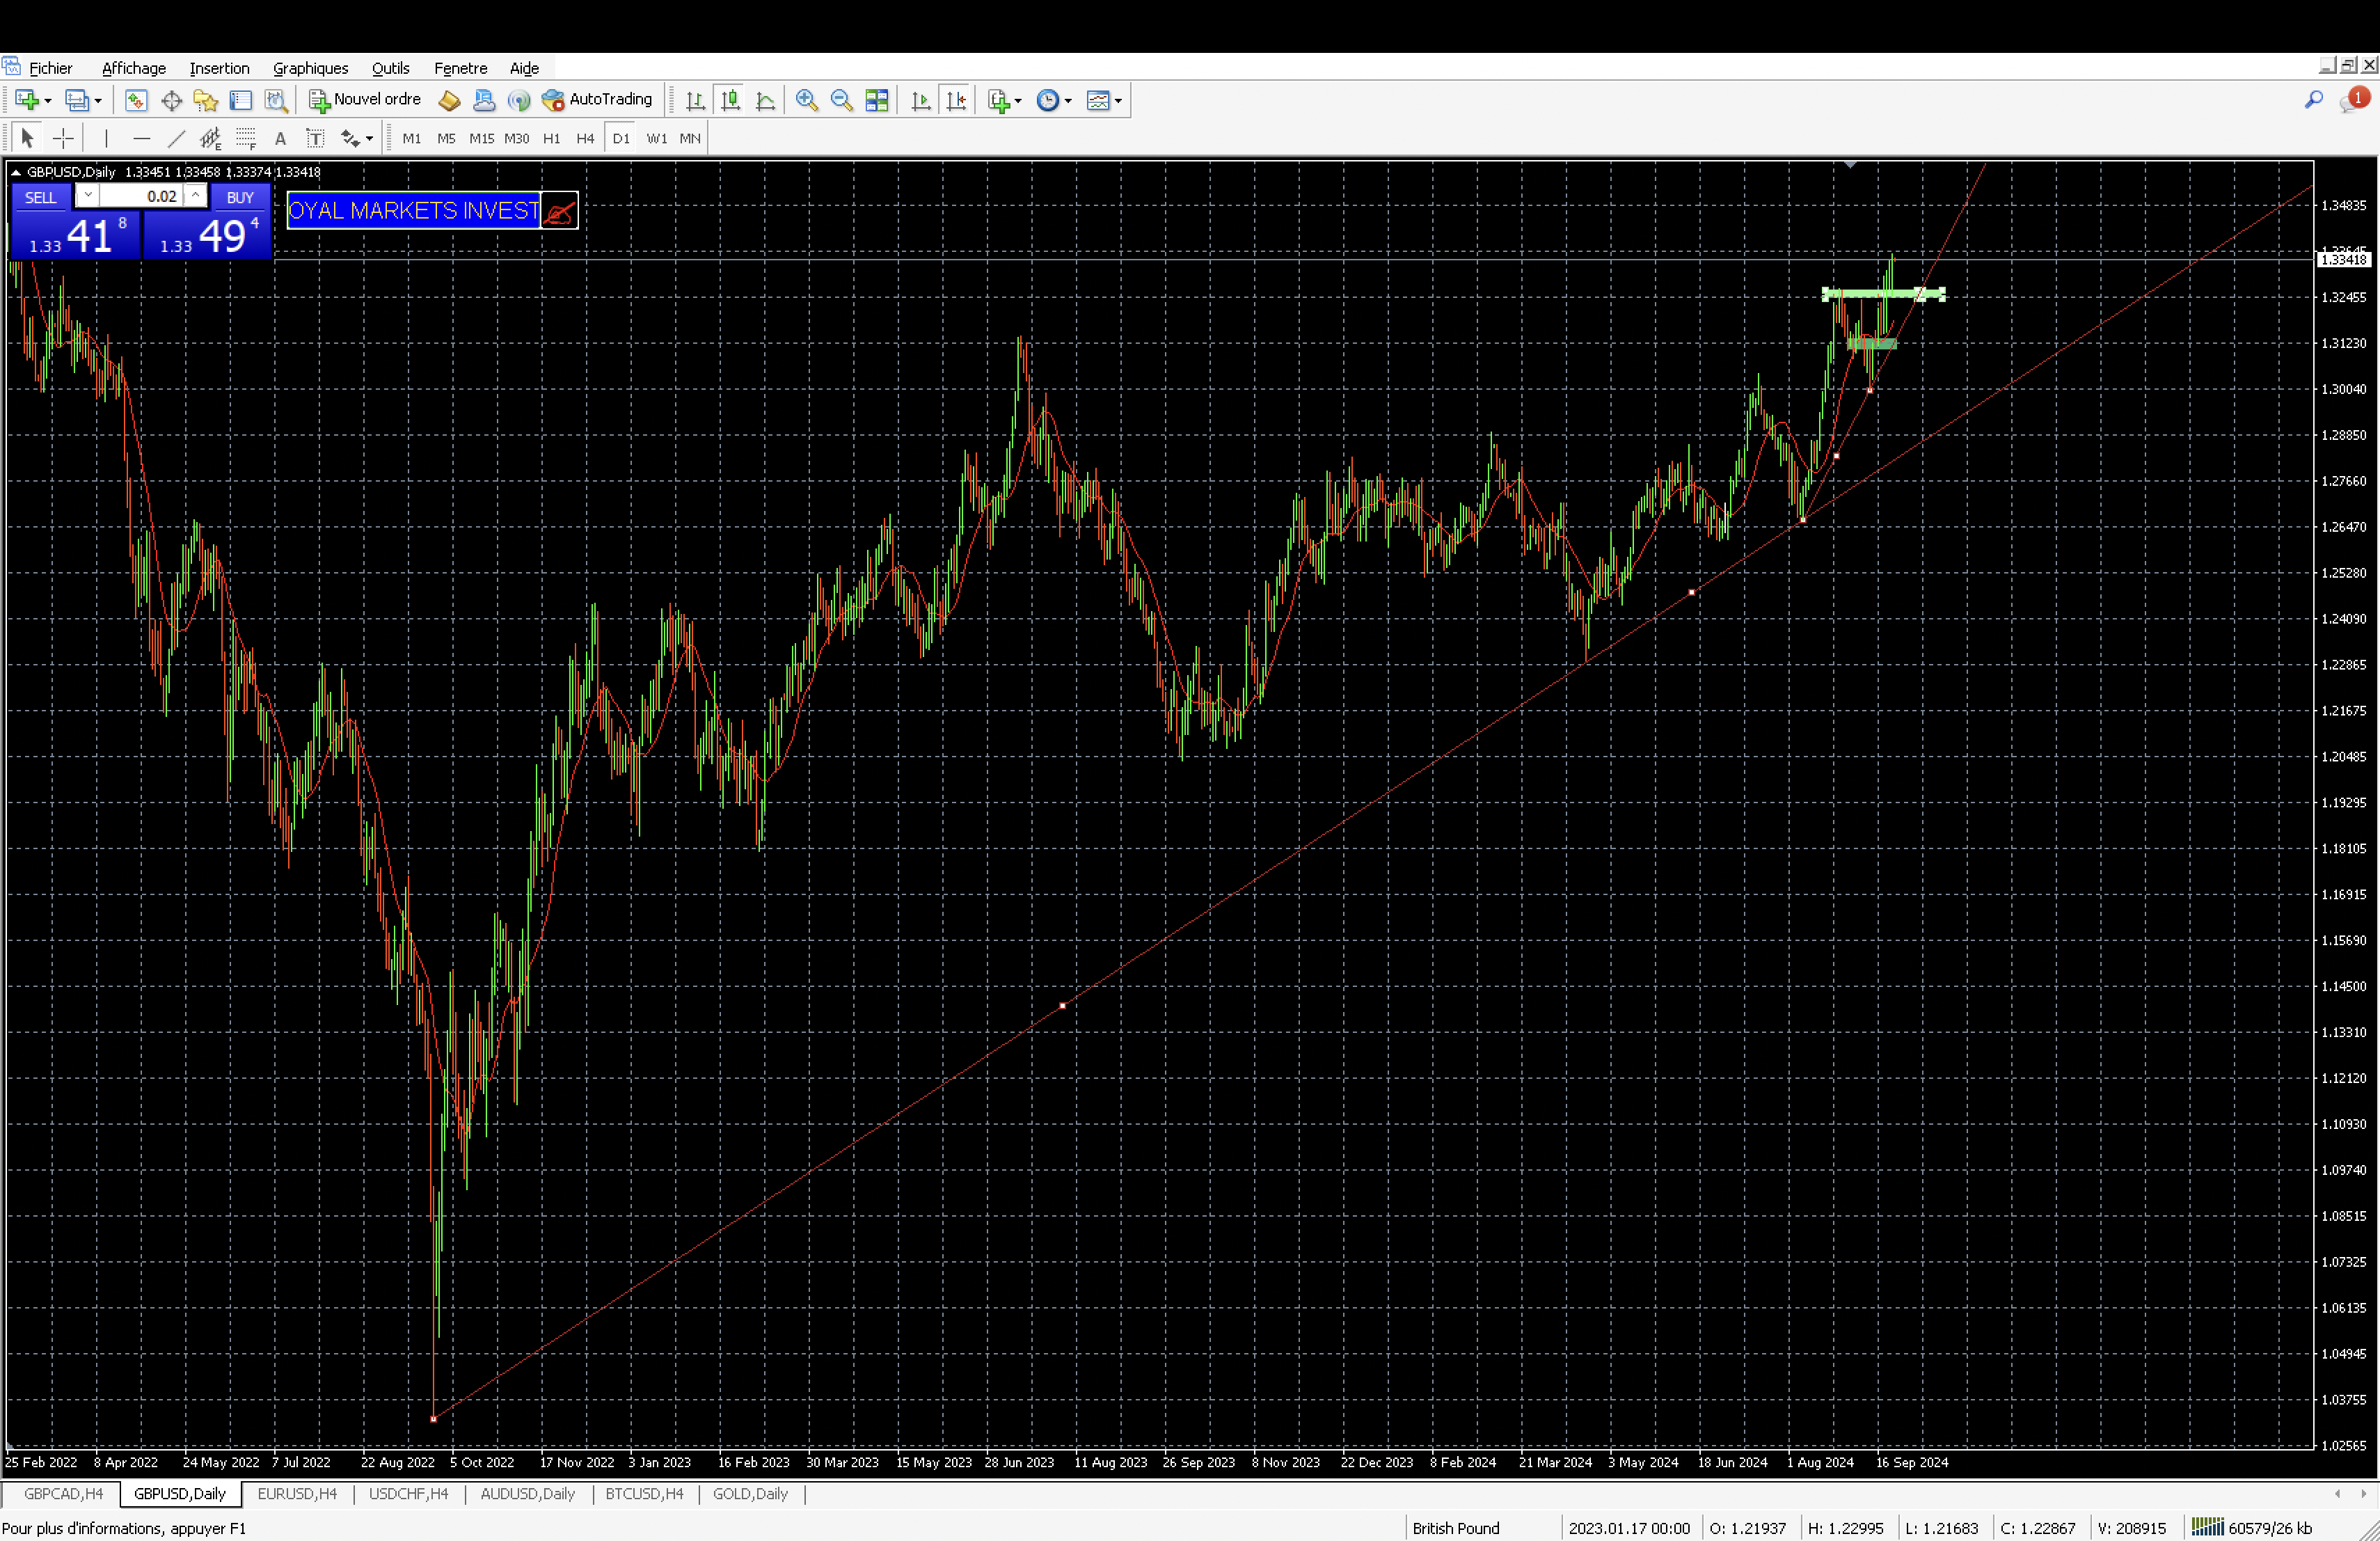 Fichier Affichage Insertion Graphiques Outils Fenetre Aide
Nouvel ordre AutoTrading 1
A T M1 M5 M15 M30 H1 H4 D1 W1 MN
GBPUSD,Daily 1.33451 1.33458 1.33374 1.33418
SELL 0.02 BUY
1.33 41 8 1.33 49 4
OYAL MARKETS INVEST
1.34835
1.33645
1.33418
1.32455
1.31230
1.30040
1.28850
1.27660
1.26470
1.25280
1.24090
1.22865
1.21675
1.20485
1.19295
1.18105
1.16915
1.15690
1.14500
1.13310
1.12120
1.10930
1.09740
1.08515
1.07325
1.06135
1.04945
1.03755
1.02565
25 Feb 2022 8 Apr 2022 24 May 2022 7 Jul 2022 22 Aug 2022 5 Oct 2022 17 Nov 2022 3 Jan 2023 16 Feb 2023 30 Mar 2023 15 May 2023 28 Jun 2023 11 Aug 2023 26 Sep 2023 8 Nov 2023 22 Dec 2023 8 Feb 2024 21 Mar 2024 3 May 2024 18 Jun 2024 1 Aug 2024 16 Sep 2024
GBPCAD,H4 GBPUSD,Daily EURUSD,H4 USDCHF,H4 AUDUSD,Daily BTCUSD,H4 GOLD,Daily
Pour plus d'informations, appuyer F1 British Pound 2023.01.17 00:00 O: 1.21937 H: 1.22995 L: 1.21683 C: 1.22867 V: 208915 60579/26 kb